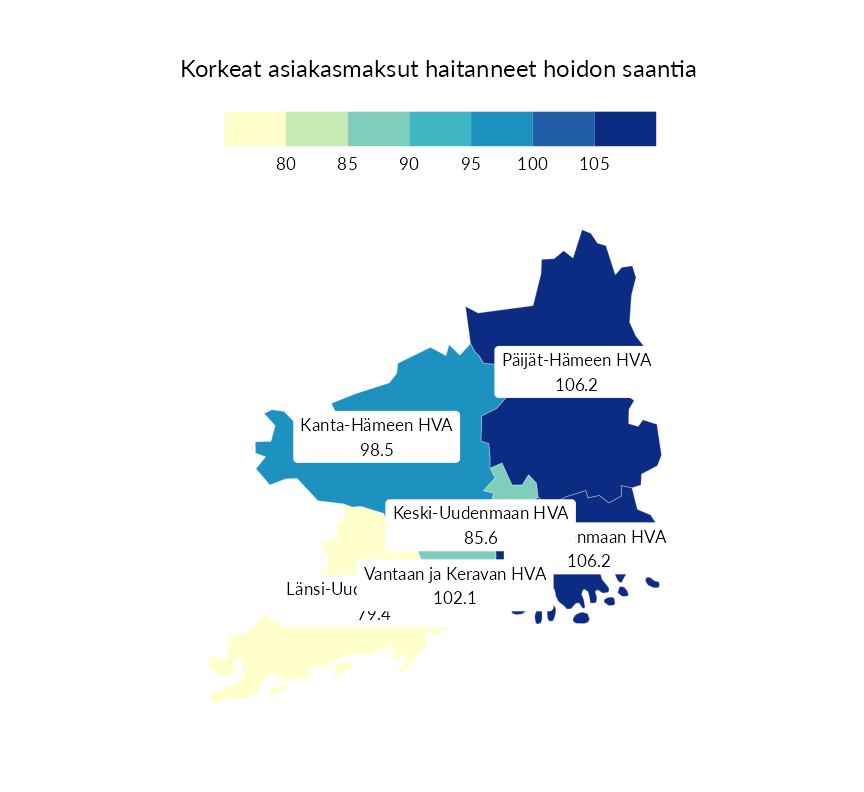 Korkeat asiakasmaksut haitanneet hoidon saantia
80 85 90 95 100 105
Päijät-Hämeen HVA
106.2
Kanta-Hämeen HVA
98.5
Keski-Uudenmaan HVA
85.6
nmaan HVA
106.2
Vantaan ja Keravan HVA
102.1
Länsi-Uu
79.4